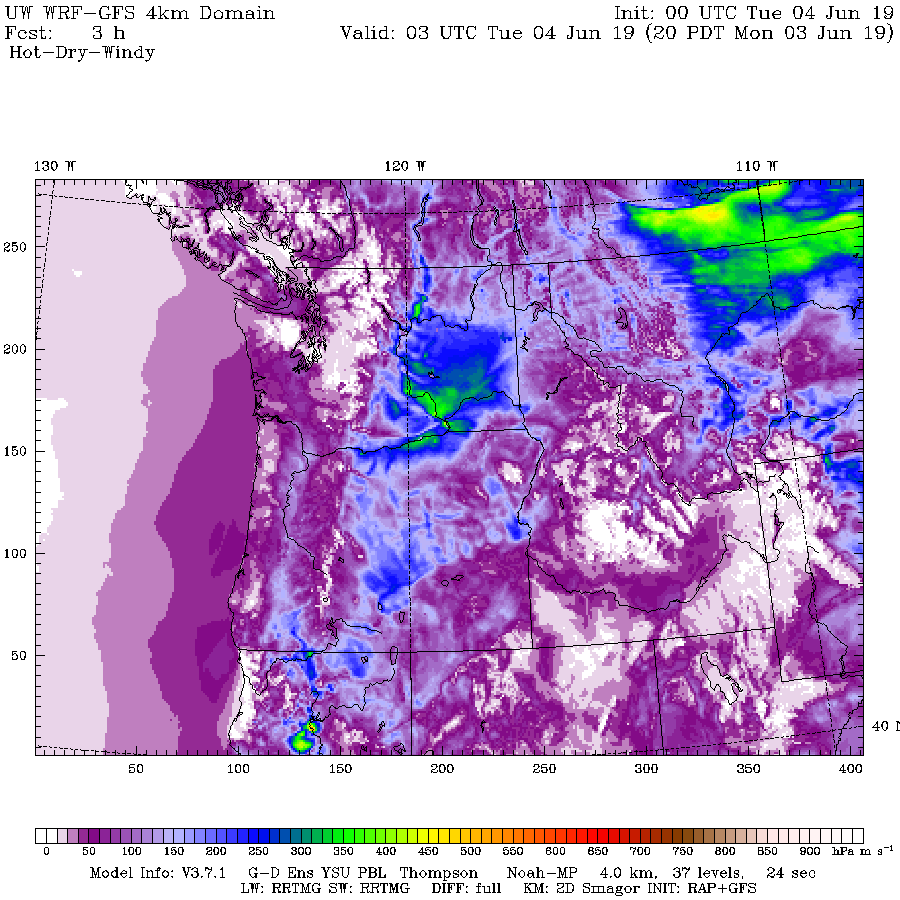 UW WRF-GFS 4km Domain Init: 00 UTC Tue 04 Jun 19
Fcst: 3 h Valid: 03 UTC Tue 04 Jun 19 (20 PDT Mon 03 Jun 19)
Hot-Dry-Windy
130 W 120 W 110 W
250
200
150
100
50
40 N
50 100 150 200 250 300 350 400
0 50 100 150 200 250 300 350 400 450 500 550 600 650 700 750 800 850 900 hPa m s⁻¹
Model Info: V3.7.1 G-D Ens YSU PBL Thompson Noah-MP 4.0 km, 37 levels, 24 sec
LW: RRTMG SW: RRTMG DIFF: full KM: 2D Smagor INIT: RAP+GFS